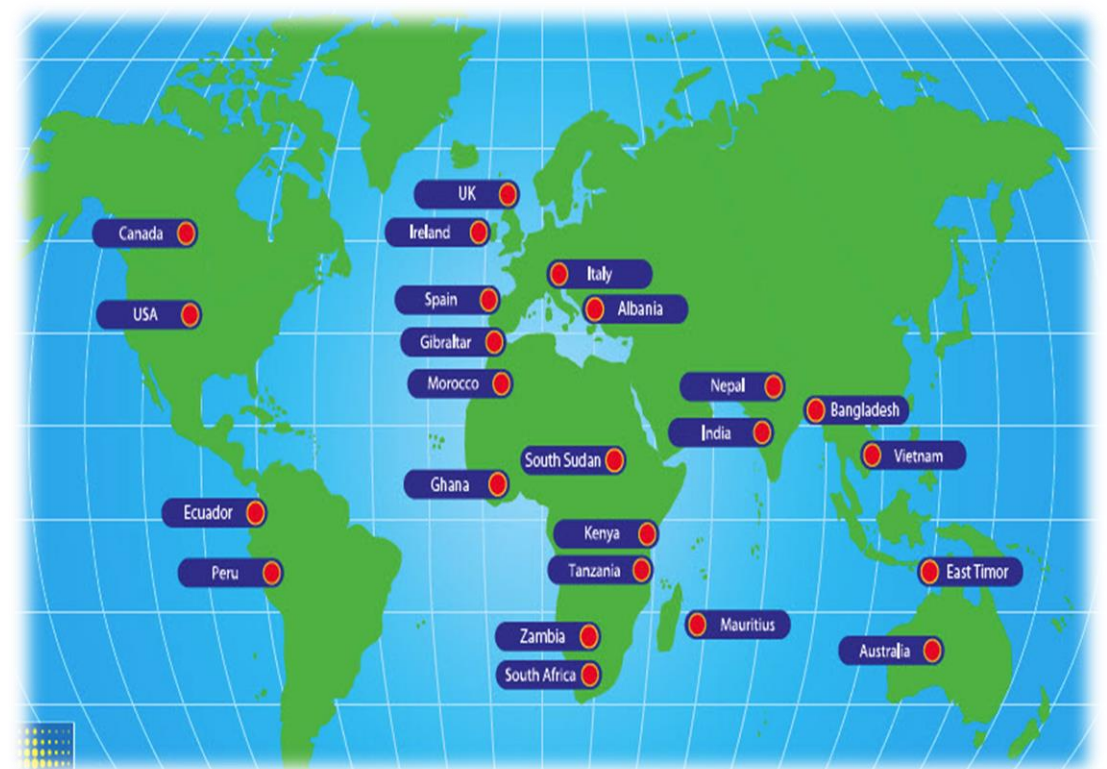 UK
Canada
Ireland
Italy
Spain
Albania
USA
Gibraltar
Morocco
Nepal
Bangladesh
India
Vietnam
South Sudan
Ghana
Ecuador
Kenya
Peru
Tanzania
East Timor
Mauritius
Zambia
Australia
South Africa